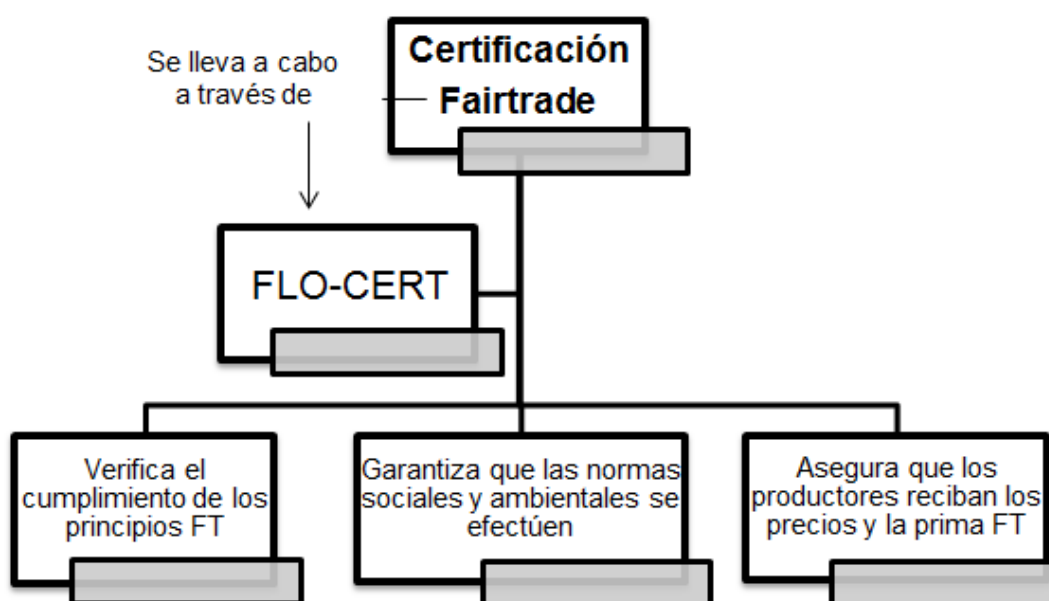 Certificación
Fairtrade
Se lleva a cabo
a través de
FLO-CERT
Verifica el
cumplimiento de los
principios FT
Garantiza que las normas
sociales y ambientales se
efectúen
Asegura que los
productores reciban los
precios y la prima FT